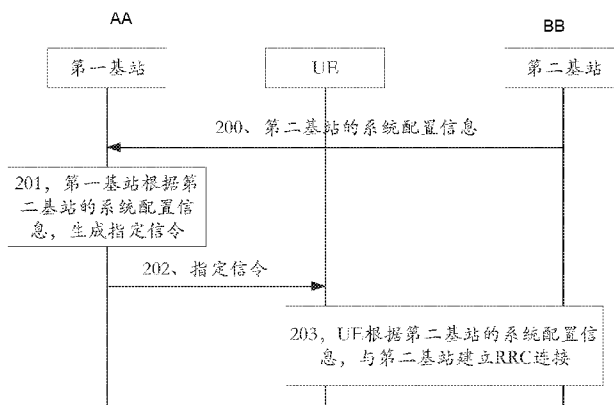 AA
BB
第一基站
UE
第二基站
200、第二基站的系统配置信息
201，第一基站根据第
二基站的系统配置信
息，生成指定信令
202、指定信令
203，UE根据第二基站的系统配置信
息，与第二基站建立RRC连接